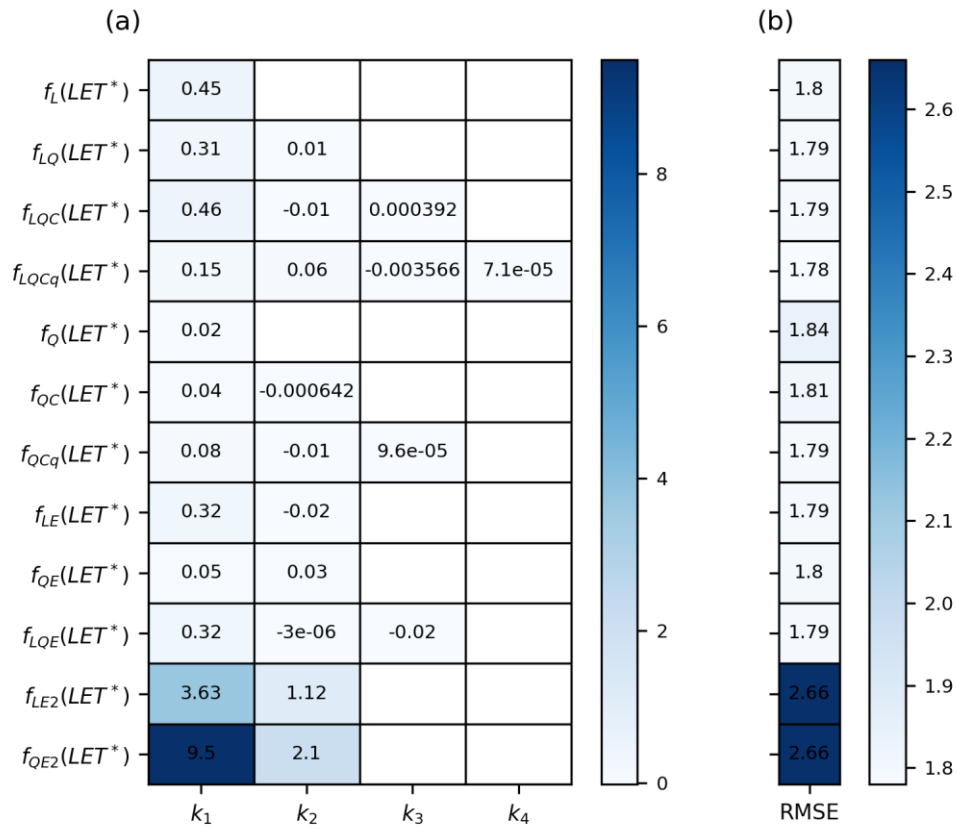 (a) (b)
f_L(LET*) 0.45 1.8
f_LQ(LET*) 0.31 0.01 1.79
f_LQC(LET*) 0.46 -0.01 0.000392 1.79
f_LQCq(LET*) 0.15 0.06 -0.003566 7.1e-05 1.78
f_Q(LET*) 0.02 1.84
f_QC(LET*) 0.04 -0.000642 1.81
f_QCq(LET*) 0.08 -0.01 9.6e-05 1.79
f_LE(LET*) 0.32 -0.02 1.79
f_QE(LET*) 0.05 0.03 1.8
f_LQE(LET*) 0.32 -3e-06 -0.02 1.79
f_LE2(LET*) 3.63 1.12 2.66
f_QE2(LET*) 9.5 2.1 2.66
k_1 k_2 k_3 k_4 RMSE
8
6
4
2
0
2.6
2.5
2.4
2.3
2.2
2.1
2.0
1.9
1.8